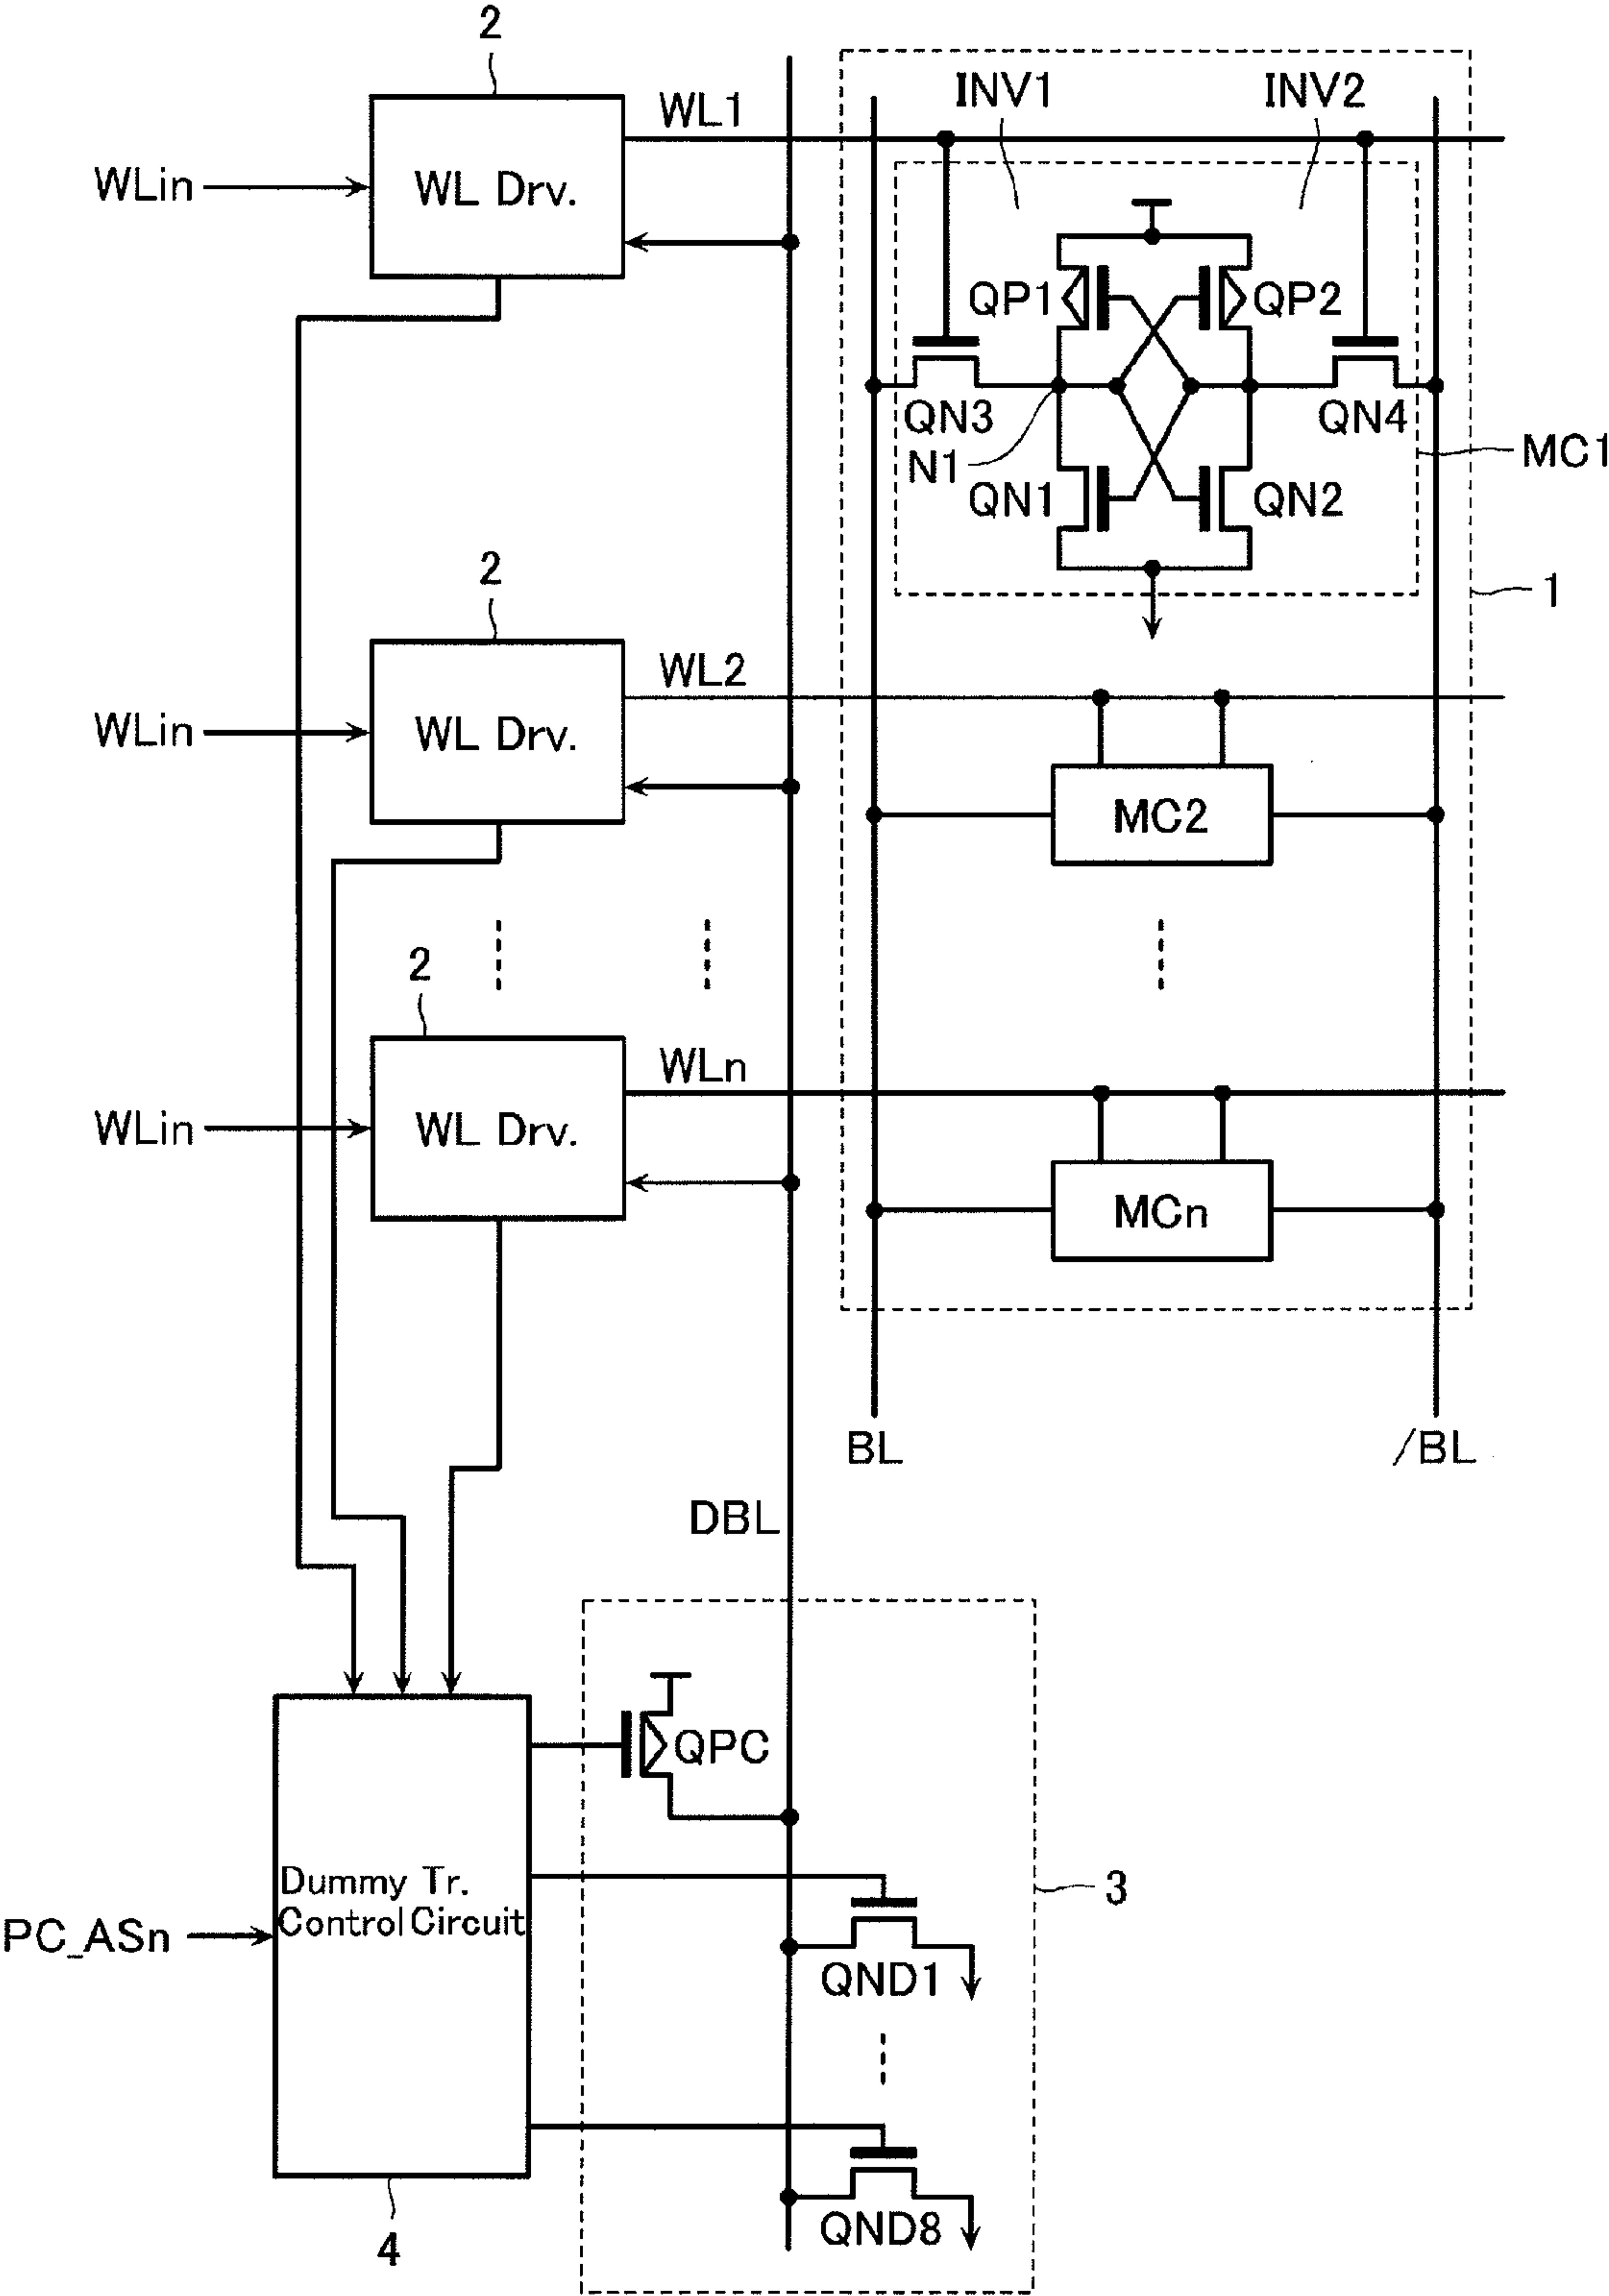 2
INV1
INV2
WL1
WLin
WL Drv.
QP1
QP2
QN3
QN4
N1
MC1
QN1
QN2
2
1
WL2
WLin
WL Drv.
MC2
2
WLn
WLin
WL Drv.
MCn
BL
/BL
DBL
QPC
Dummy Tr.
Control Circuit
3
PC_ASn
QND1
QND8
4